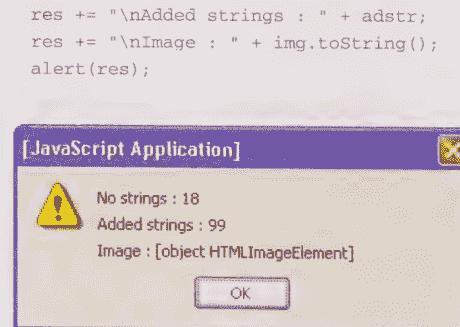 res += "\nAdded strings : " + adstr;
res += "\nImage : " + img.toString();
alert(res);
[JavaScript Application]
No strings : 18
Added strings : 99
Image : [object HTMLImageElement]
OK